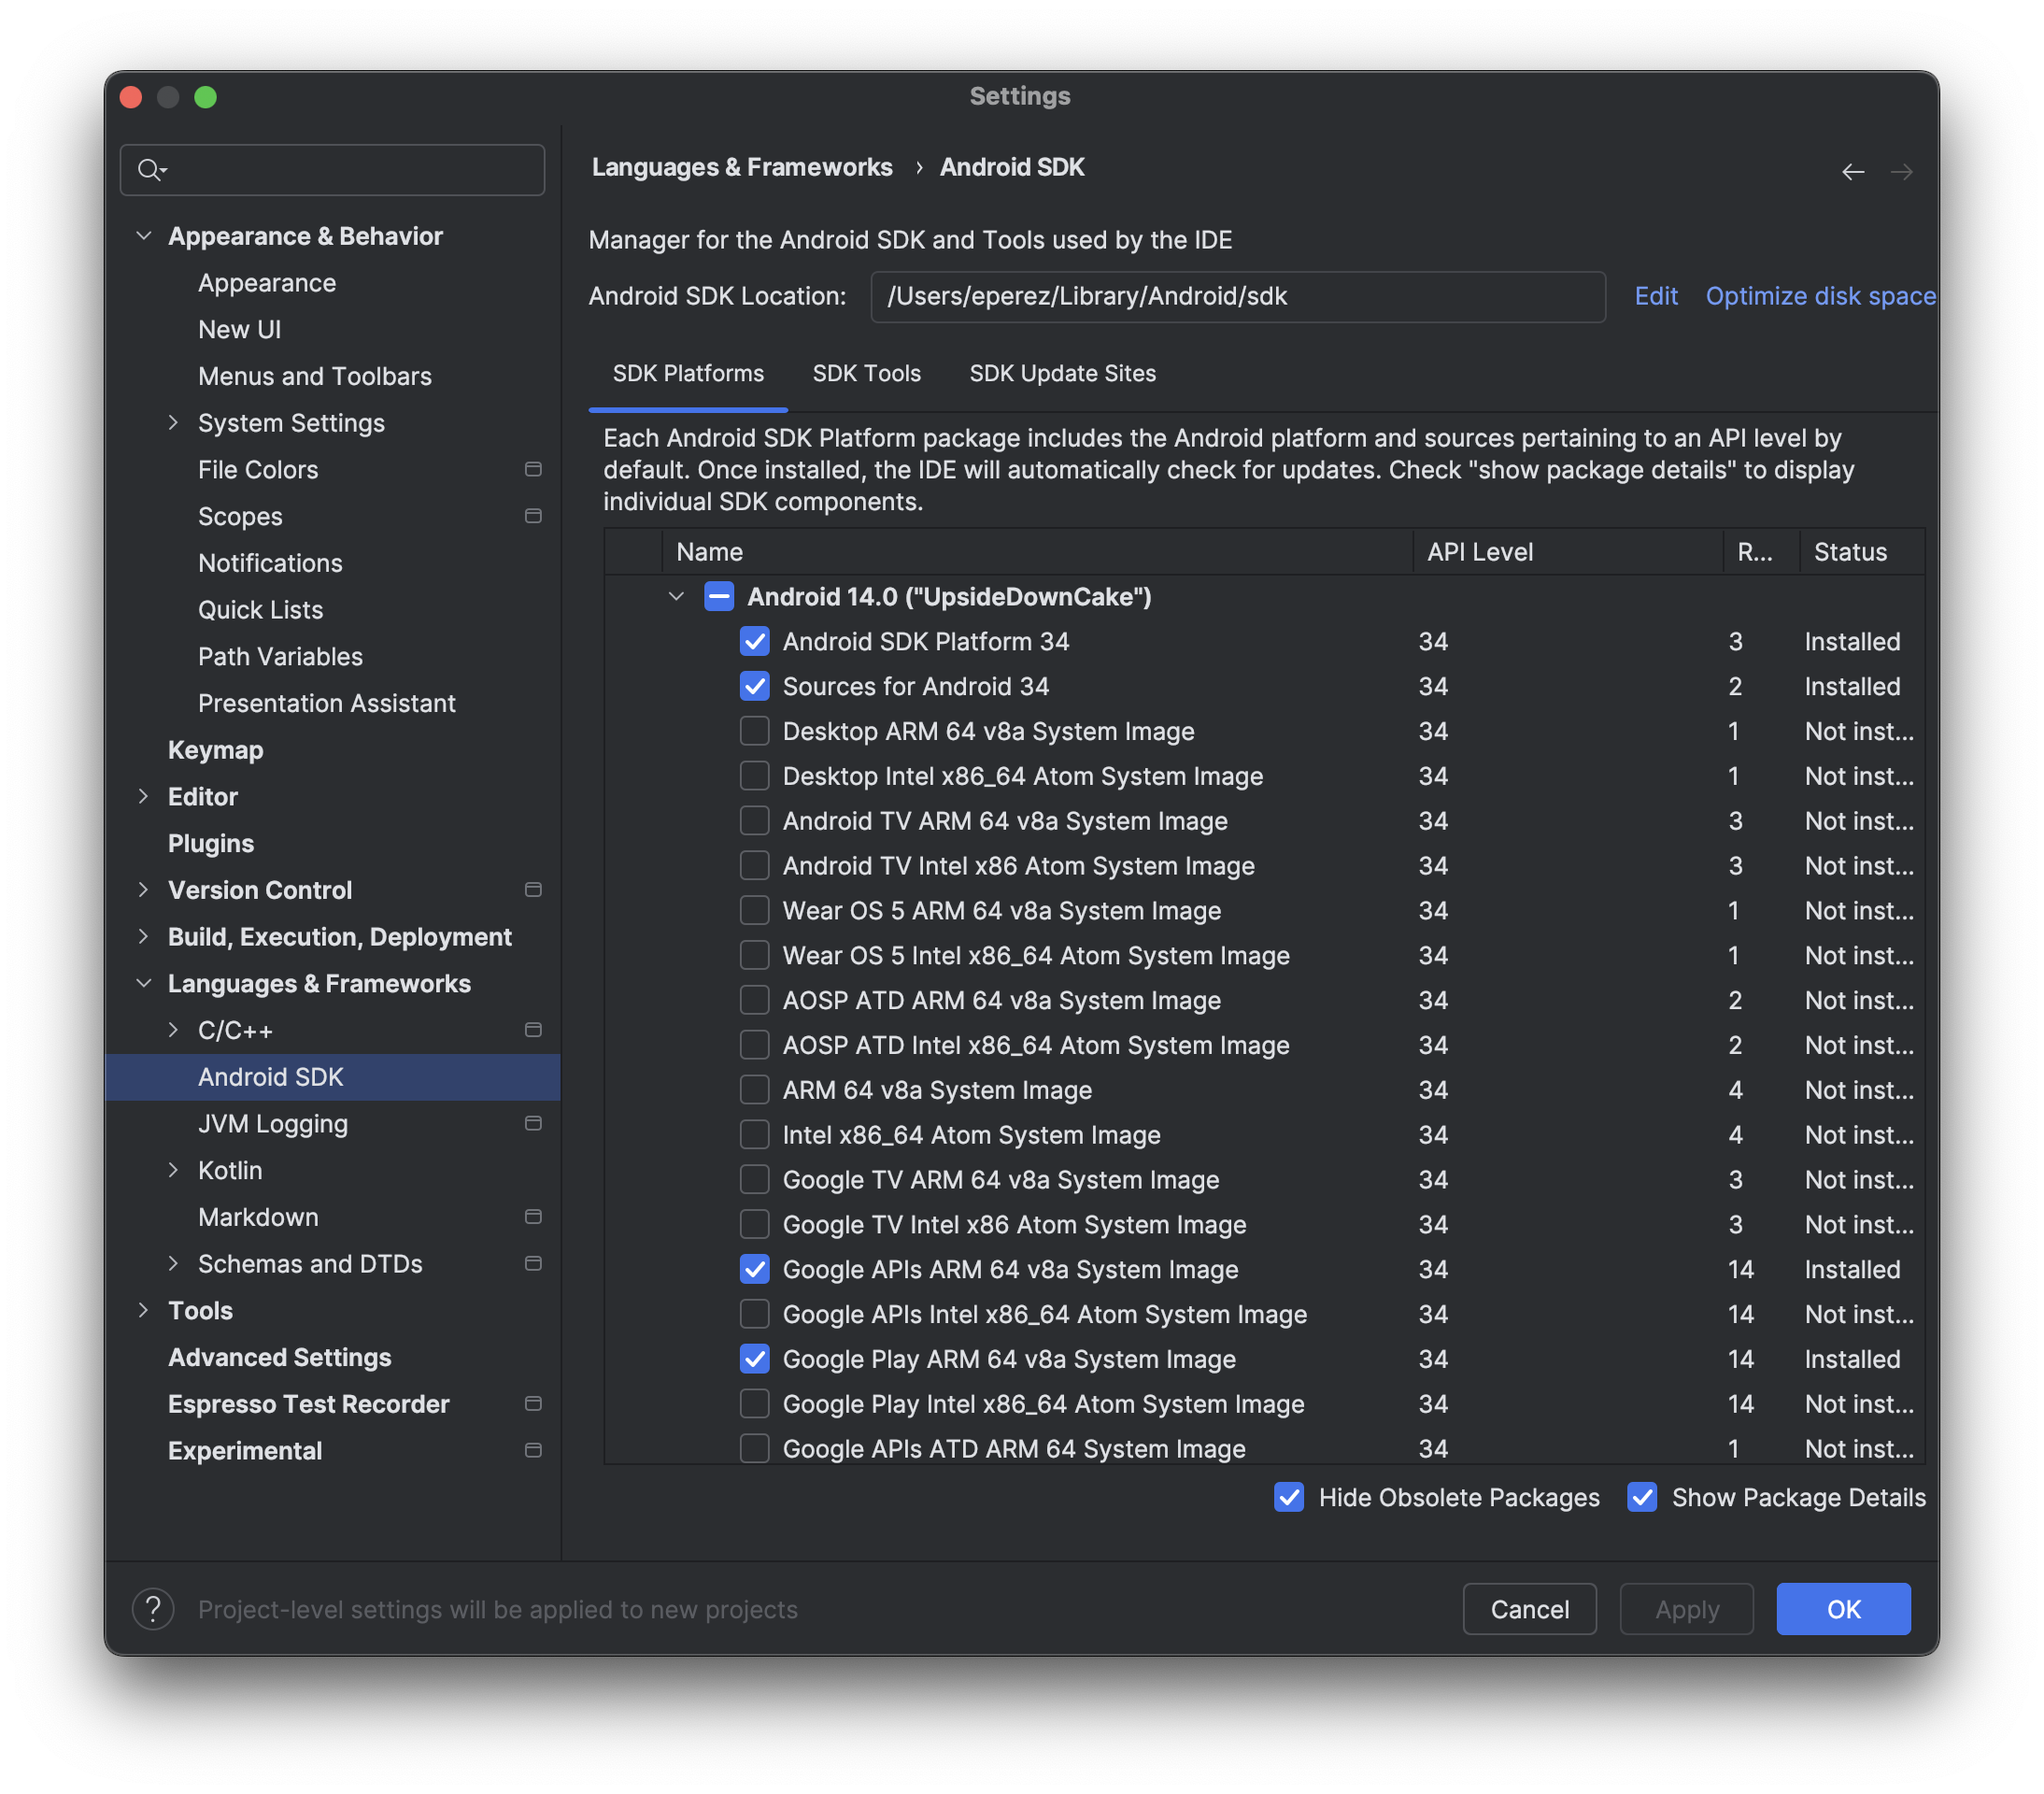 Settings
Appearance & Behavior
Appearance
New UI
Menus and Toolbars
System Settings
File Colors
Scopes
Notifications
Quick Lists
Path Variables
Presentation Assistant
Keymap
Editor
Plugins
Version Control
Build, Execution, Deployment
Languages & Frameworks
C/C++
Android SDK
JVM Logging
Kotlin
Markdown
Schemas and DTDs
Tools
Advanced Settings
Espresso Test Recorder
Experimental
Languages & Frameworks › Android SDK
Manager for the Android SDK and Tools used by the IDE
Android SDK Location: /Users/eperez/Library/Android/sdk Edit Optimize disk space
SDK Platforms SDK Tools SDK Update Sites
Each Android SDK Platform package includes the Android platform and sources pertaining to an API level by
default. Once installed, the IDE will automatically check for updates. Check "show package details" to display
individual SDK components.
Name API Level R... Status
Android 14.0 ("UpsideDownCake")
Android SDK Platform 34 34 3 Installed
Sources for Android 34 34 2 Installed
Desktop ARM 64 v8a System Image 34 1 Not inst...
Desktop Intel x86_64 Atom System Image 34 1 Not inst...
Android TV ARM 64 v8a System Image 34 3 Not inst...
Android TV Intel x86 Atom System Image 34 3 Not inst...
Wear OS 5 ARM 64 v8a System Image 34 1 Not inst...
Wear OS 5 Intel x86_64 Atom System Image 34 1 Not inst...
AOSP ATD ARM 64 v8a System Image 34 2 Not inst...
AOSP ATD Intel x86_64 Atom System Image 34 2 Not inst...
ARM 64 v8a System Image 34 4 Not inst...
Intel x86_64 Atom System Image 34 4 Not inst...
Google TV ARM 64 v8a System Image 34 3 Not inst...
Google TV Intel x86 Atom System Image 34 3 Not inst...
Google APIs ARM 64 v8a System Image 34 14 Installed
Google APIs Intel x86_64 Atom System Image 34 14 Not inst...
Google Play ARM 64 v8a System Image 34 14 Installed
Google Play Intel x86_64 Atom System Image 34 14 Not inst...
Google APIs ATD ARM 64 System Image 34 1 Not inst...
Hide Obsolete Packages Show Package Details
? Project-level settings will be applied to new projects
Cancel Apply OK